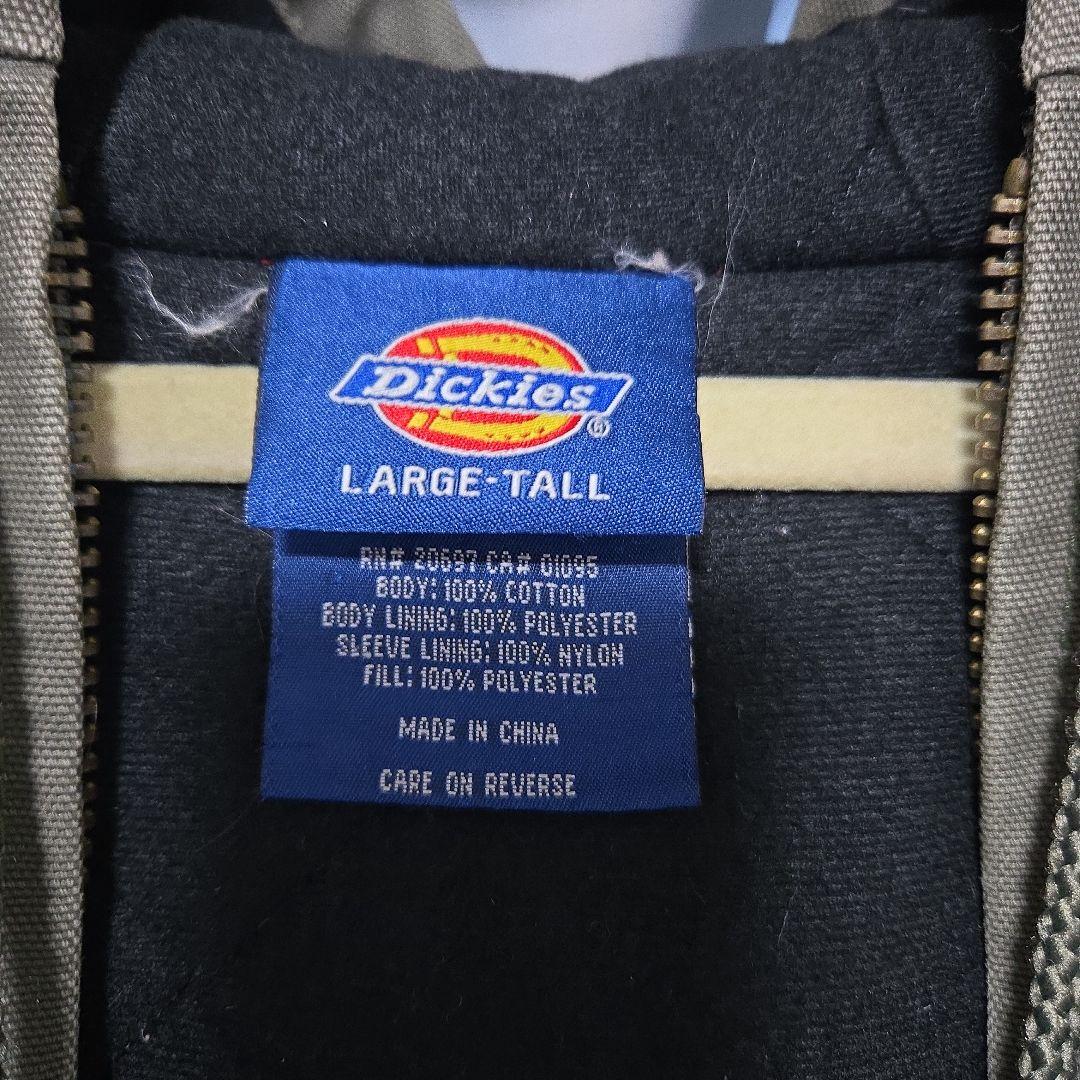 Dickies
®
LARGE-TALL
RN# 20697 CA# 01095
BODY: 100% COTTON
BODY LINING: 100% POLYESTER
SLEEVE LINING: 100% NYLON
FILL: 100% POLYESTER
MADE IN CHINA
CARE ON REVERSE